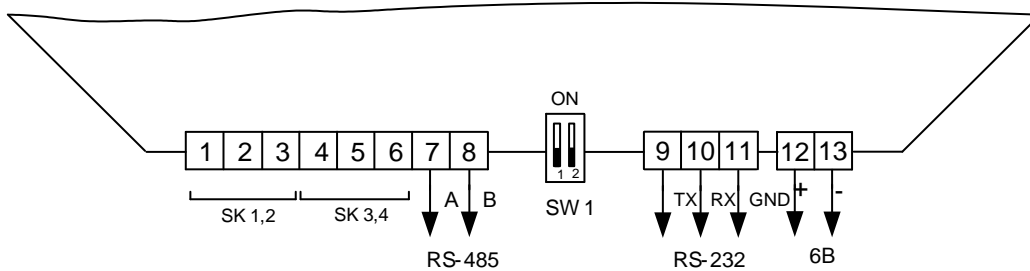 ON
1 2 3 4 5 6 7 8 9 10 11 12 13
1 2
SK 1,2 SK 3,4 A B SW 1 TX RX GND + -
RS-485 RS-232 6В